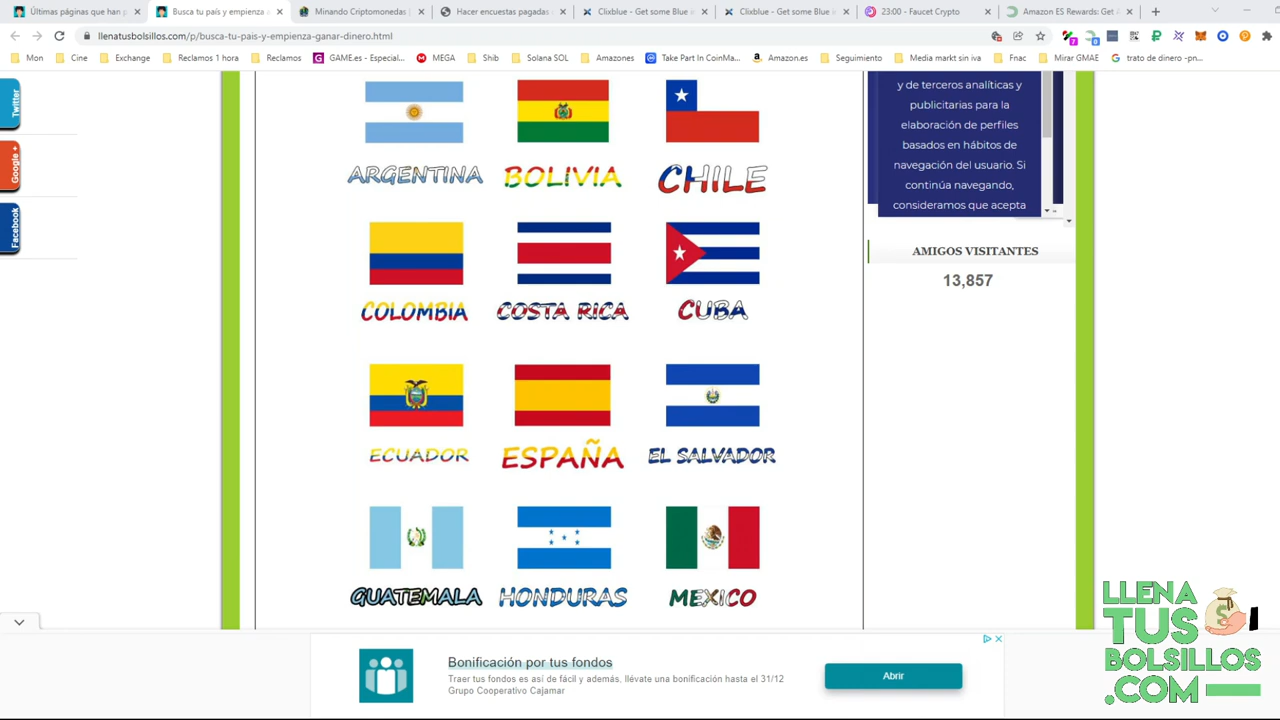 Últimas páginas que han p
Busca tu país y empienza a
Minando Criptomonedas |
Hacer encuestas pagadas
Clixblue - Get some Blue i
Clixblue - Get some Blue i
23:00 - Faucet Crypto
Amazon ES Rewards: Get A
llenatusbolsillos.com/p/busca-tu-pais-y-empienza-ganar-dinero.html
Mon
Cine
Exchange
Reclamos 1 hora
Reclamos
GAME.es - Especial...
MEGA
Shib
Solana SOL
Amazones
Take Part In CoinMa...
Amazon.es
Seguimiento
Media markt sin iva
Fnac
Mirar GMAE
trato de dinero -pn...
Twitter
Google +
Facebook
ARGENTINA
BOLIVIA
CHILE
COLOMBIA
COSTA RICA
CUBA
ECUADOR
ESPAÑA
EL SALVADOR
GUATEMALA
HONDURAS
MEXICO
y de terceros analíticas y
publicitarias para la
elaboración de perfiles
basados en hábitos de
navegación del usuario. Si
continúa navegando,
consideramos que acepta
AMIGOS VISITANTES
13,857
Bonificación por tus fondos
Traer tus fondos es así de fácil y además, llévate una bonificación hasta el 31/12
Grupo Cooperativo Cajamar
Abrir
LLENA
TUS
BOLSILLOS
.COM